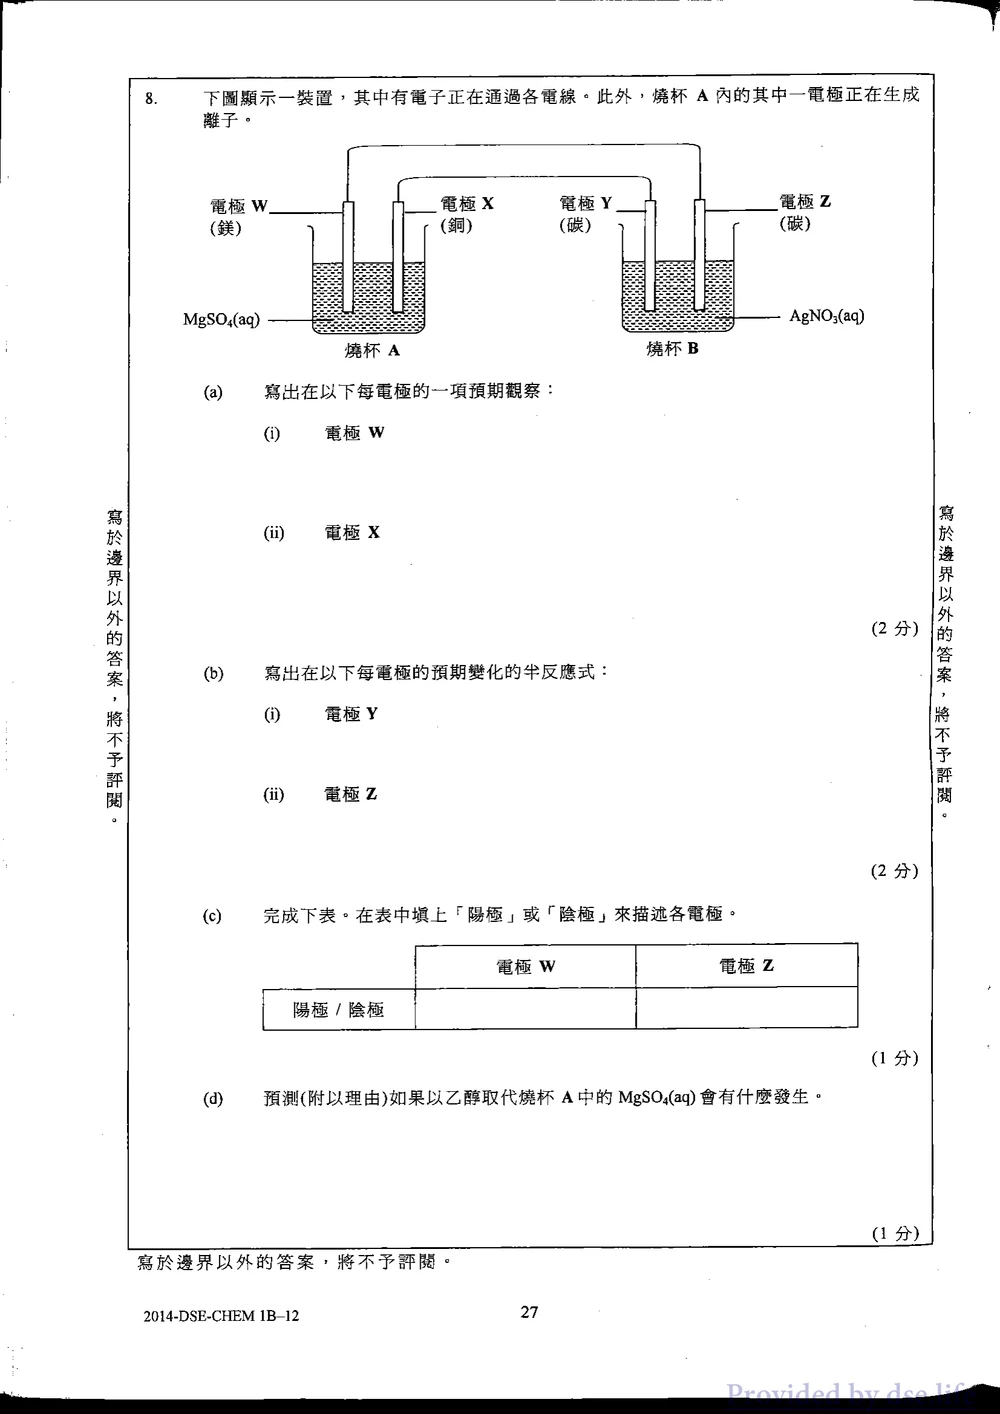 8. 下圖顯示一裝置，其中有電子正在通過各電線。此外，燒杯 A 內的其中一電極正在生成
離子。
電極 W
(鎂)
電極 X
(銅)
電極 Y
(碳)
電極 Z
(碳)
MgSO₄(aq)
AgNO₃(aq)
燒杯 A
燒杯 B
(a) 寫出在以下每電極的一項預期觀察：
(i) 電極 W
(ii) 電極 X
(2 分)
(b) 寫出在以下每電極的預期變化的半反應式：
(i) 電極 Y
(ii) 電極 Z
(2 分)
(c) 完成下表。在表中填上「陽極」或「陰極」來描述各電極。
電極 W 電極 Z
陽極 / 陰極
(1 分)
(d) 預測(附以理由)如果以乙醇取代燒杯 A 中的 MgSO₄(aq) 會有什麼發生。
(1 分)
寫於邊界以外的答案，將不予評閱。
寫於邊界以外的答案，將不予評閱。
寫於邊界以外的答案，將不予評閱。
2014-DSE-CHEM 1B–12
27
Provided by dse.life